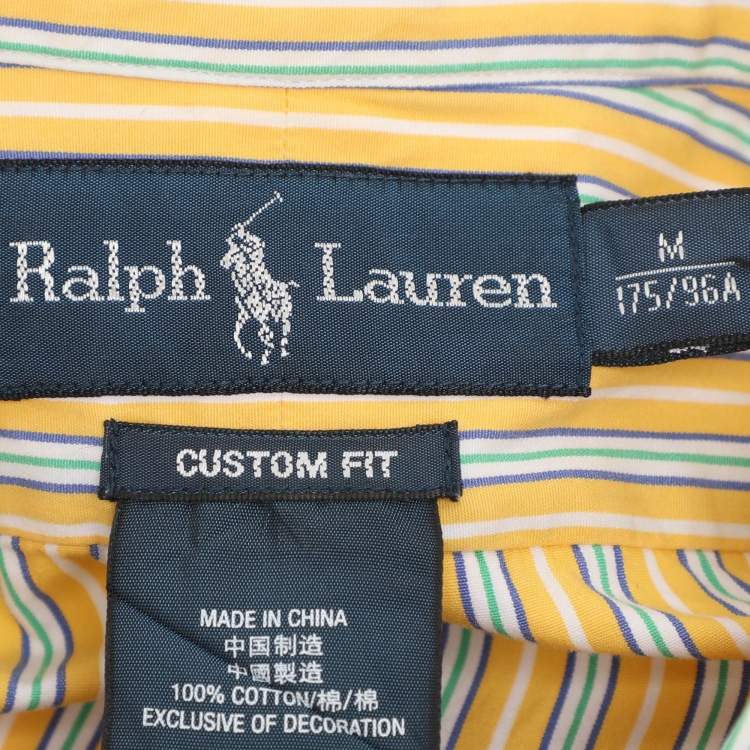 Ralph Lauren
M
175/96A
CUSTOM FIT
MADE IN CHINA
中国制造
中國製造
100% COTTON/棉/棉
EXCLUSIVE OF DECORATION